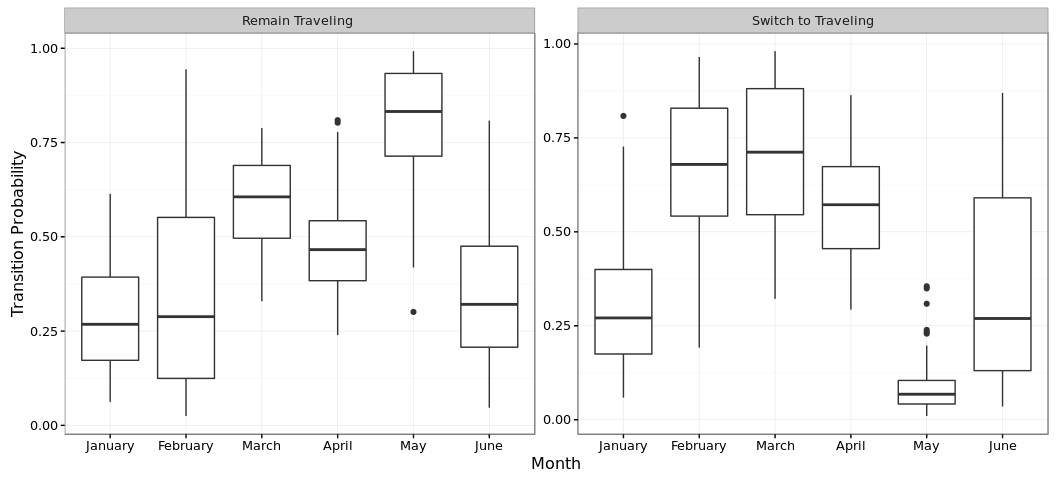 Remain Traveling
Switch to Traveling
Transition Probability
1.00
0.75
0.50
0.25
0.00
1.00
0.75
0.50
0.25
0.00
January February March April May June
January February March April May June
Month